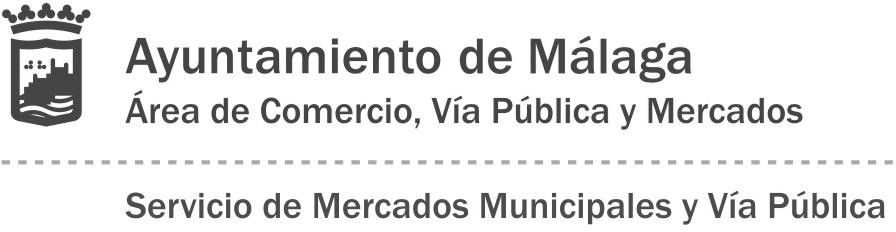 Ayuntamiento de Málaga
Área de Comercio, Vía Pública y Mercados
Servicio de Mercados Municipales y Vía Pública